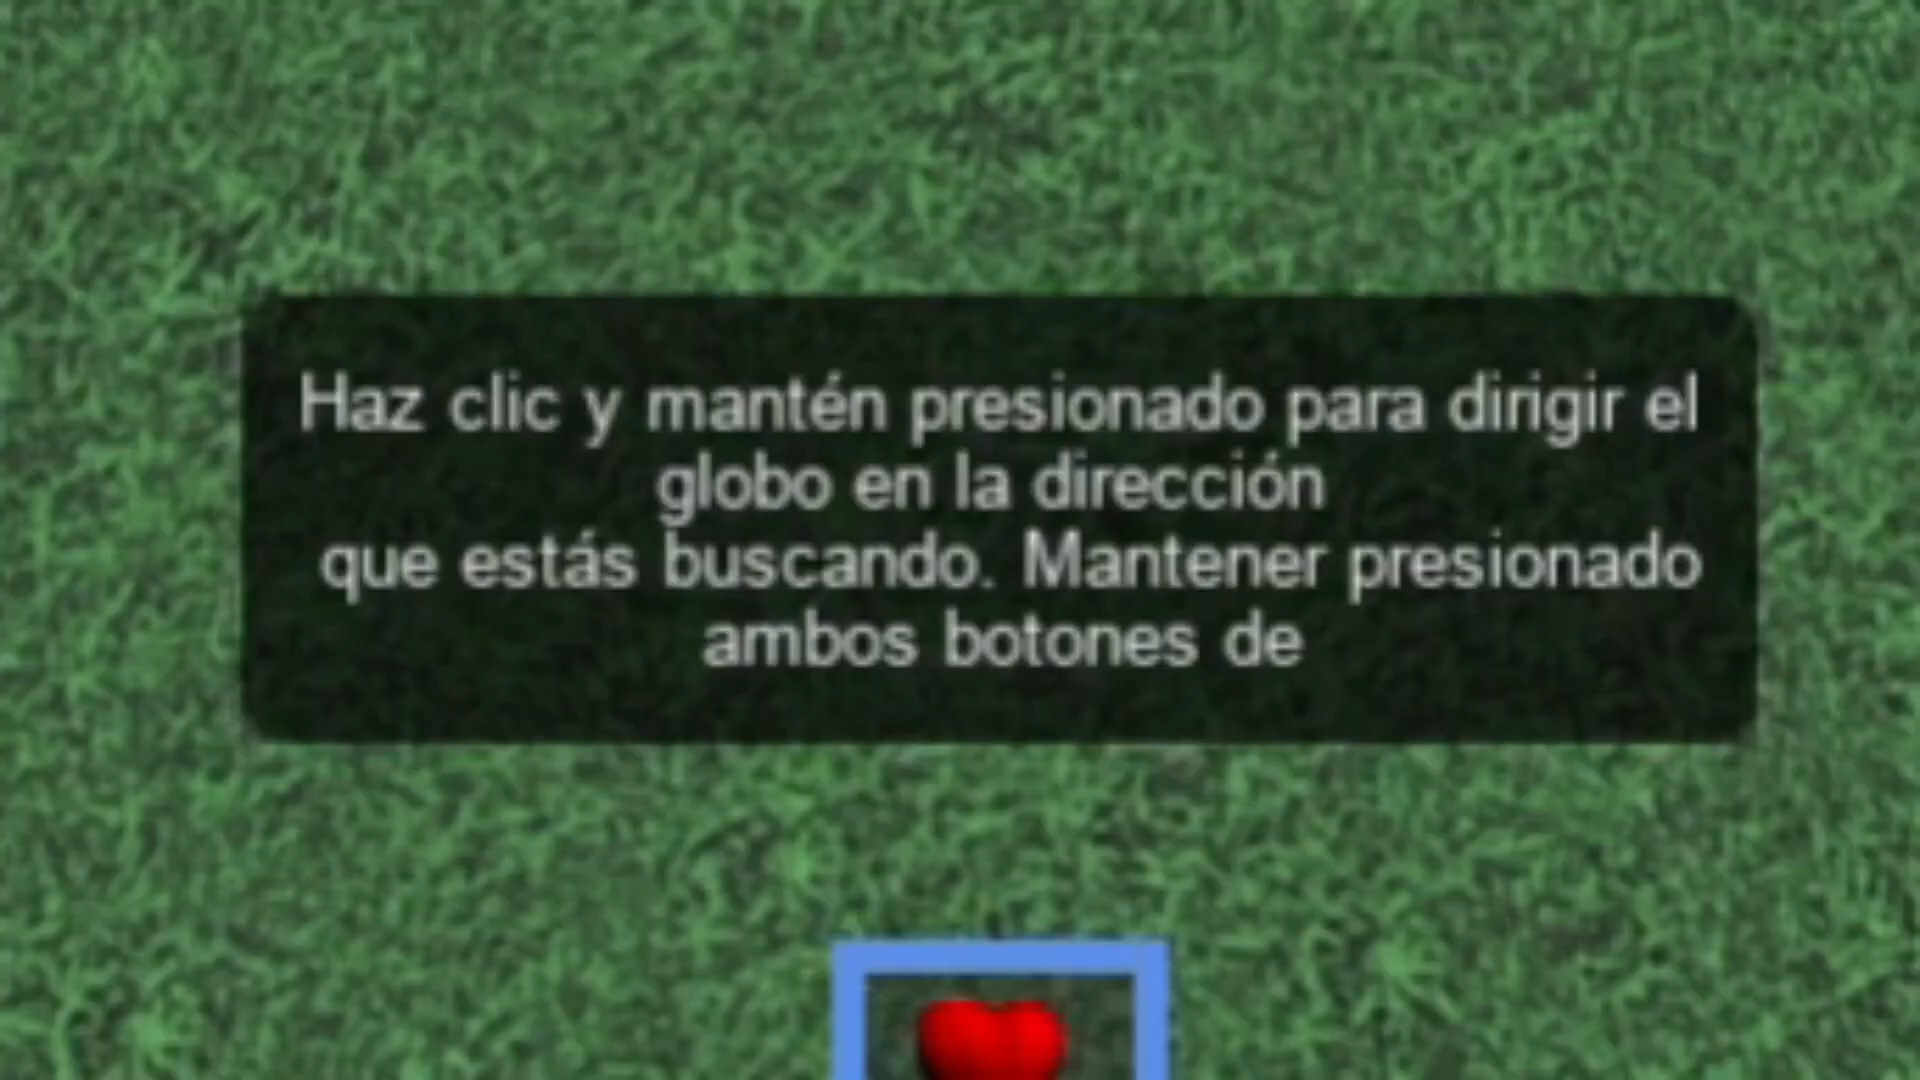 Haz clic y mantén presionado para dirigir el
globo en la dirección
que estás buscando. Mantener presionado
ambos botones de